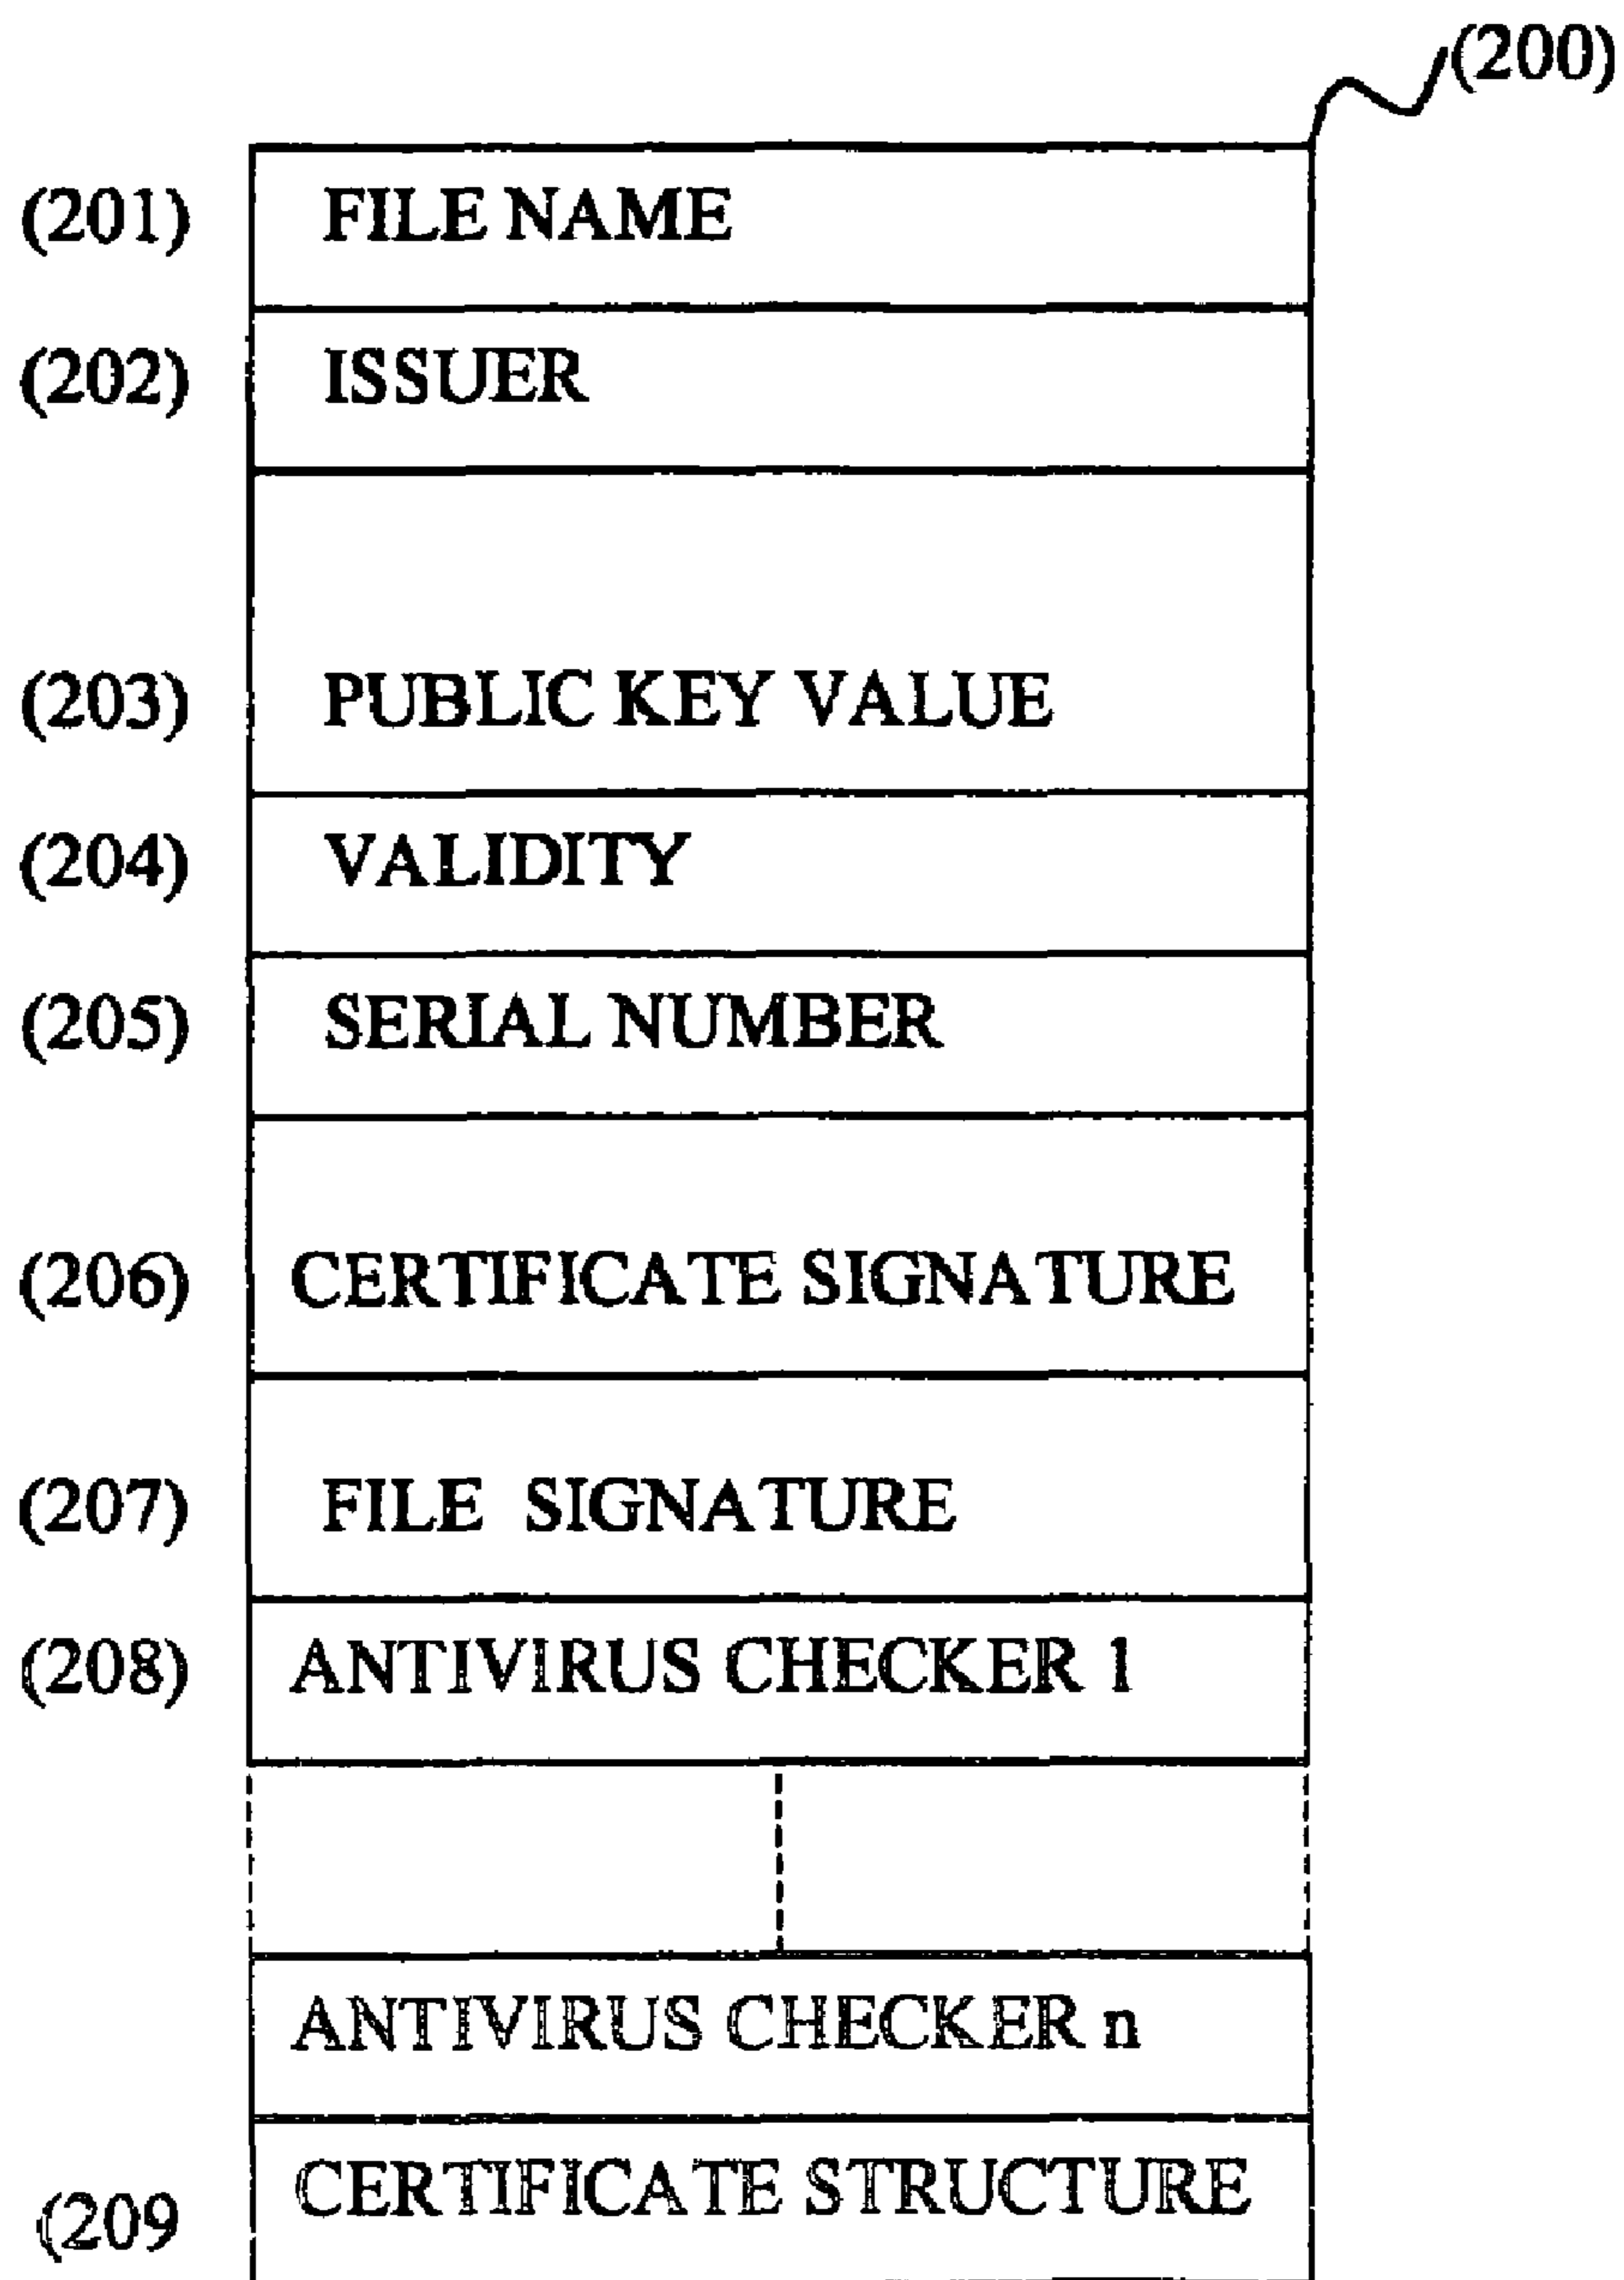 (200)
(201) FILE NAME
(202) ISSUER
(203) PUBLIC KEY VALUE
(204) VALIDITY
(205) SERIAL NUMBER
(206) CERTIFICATE SIGNATURE
(207) FILE SIGNATURE
(208) ANTIVIRUS CHECKER 1
ANTIVIRUS CHECKER n
CERTIFICATE STRUCTURE
(209